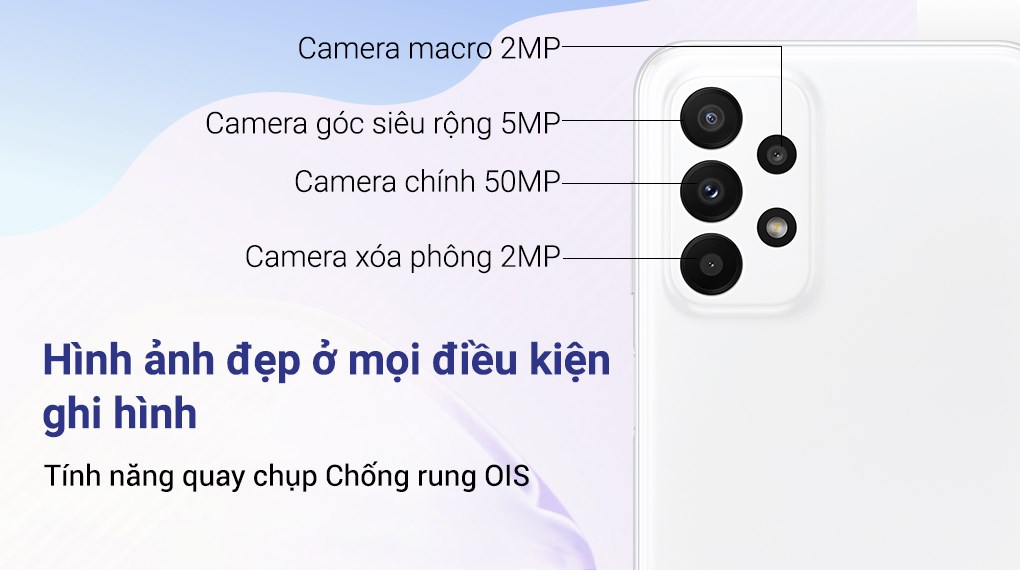 Camera macro 2MP
Camera góc siêu rộng 5MP
Camera chính 50MP
Camera xóa phông 2MP
Hình ảnh đẹp ở mọi điều kiện
ghi hình
Tính năng quay chụp Chống rung OIS